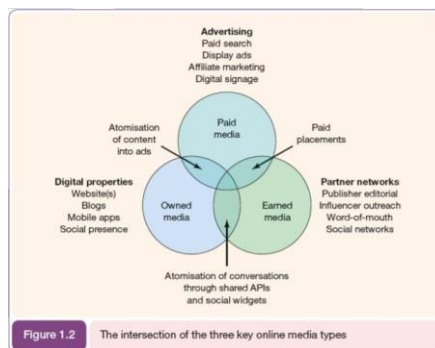 Advertising
Paid search
Display ads
Affiliate marketing
Digital signage
Paid
media
Atomisation
of content
into ads
Paid
placements
Digital properties
Website(s)
Blogs
Mobile apps
Social presence
Owned
media
Earned
media
Partner networks
Publisher editorial
Influencer outreach
Word-of-mouth
Social networks
Atomisation of conversations
through shared APIs
and social widgets
Figure 1.2
The intersection of the three key online media types